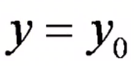 y = y₀